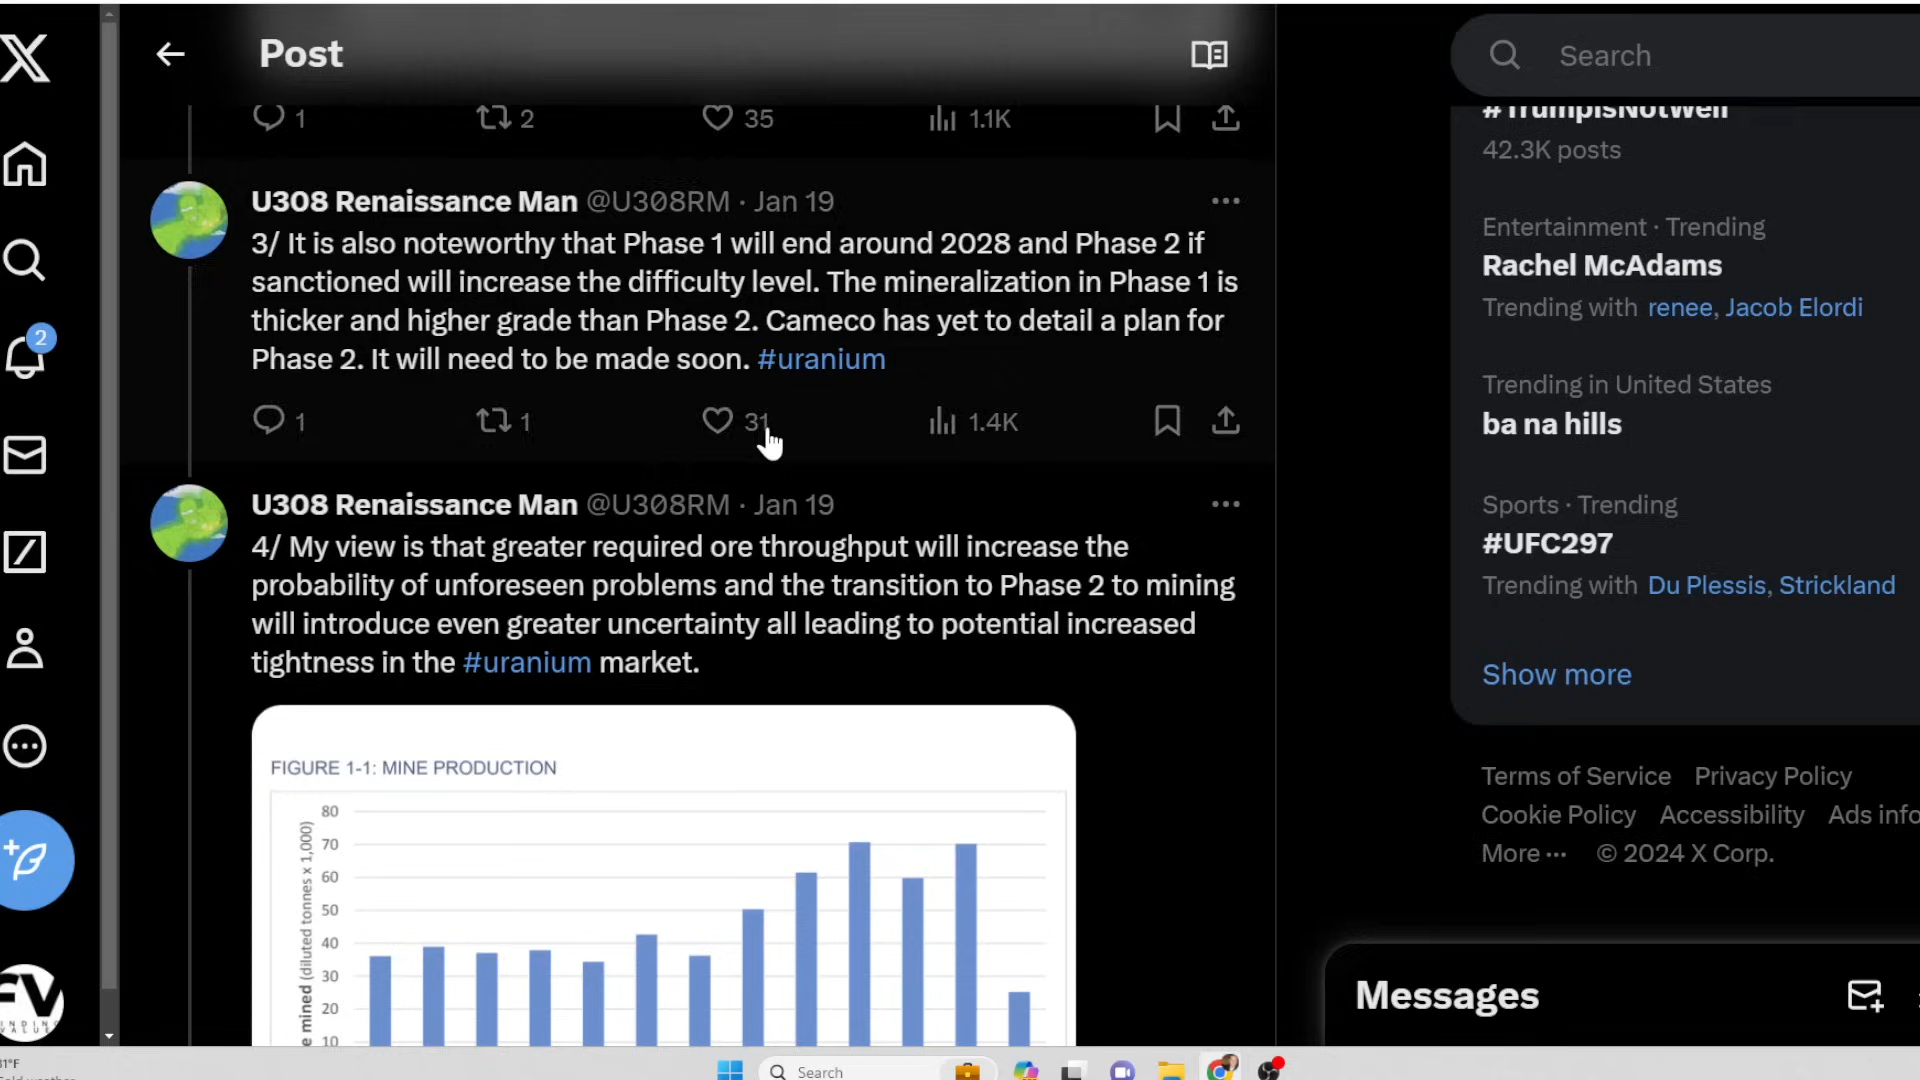 Post
Search
1
2
35
1.1K
#TrumpIsNotWell
42.3K posts
U308 Renaissance Man @U308RM · Jan 19
3/ It is also noteworthy that Phase 1 will end around 2028 and Phase 2 if
sanctioned will increase the difficulty level. The mineralization in Phase 1 is
thicker and higher grade than Phase 2. Cameco has yet to detail a plan for
Phase 2. It will need to be made soon. #uranium
1
1
31
1.4K
Entertainment · Trending
Rachel McAdams
Trending with renee, Jacob Elordi
Trending in United States
ba na hills
Sports · Trending
#UFC297
Trending with Du Plessis, Strickland
Show more
2
U308 Renaissance Man @U308RM · Jan 19
4/ My view is that greater required ore throughput will increase the
probability of unforeseen problems and the transition to Phase 2 to mining
will introduce even greater uncertainty all leading to potential increased
tightness in the #uranium market.
FIGURE 1-1: MINE PRODUCTION
80
70
60
50
40
30
20
10
e mined (diluted tonnes x 1,000)
Terms of Service Privacy Policy
Cookie Policy Accessibility Ads info
More ··· © 2024 X Corp.
Messages
FV
Search